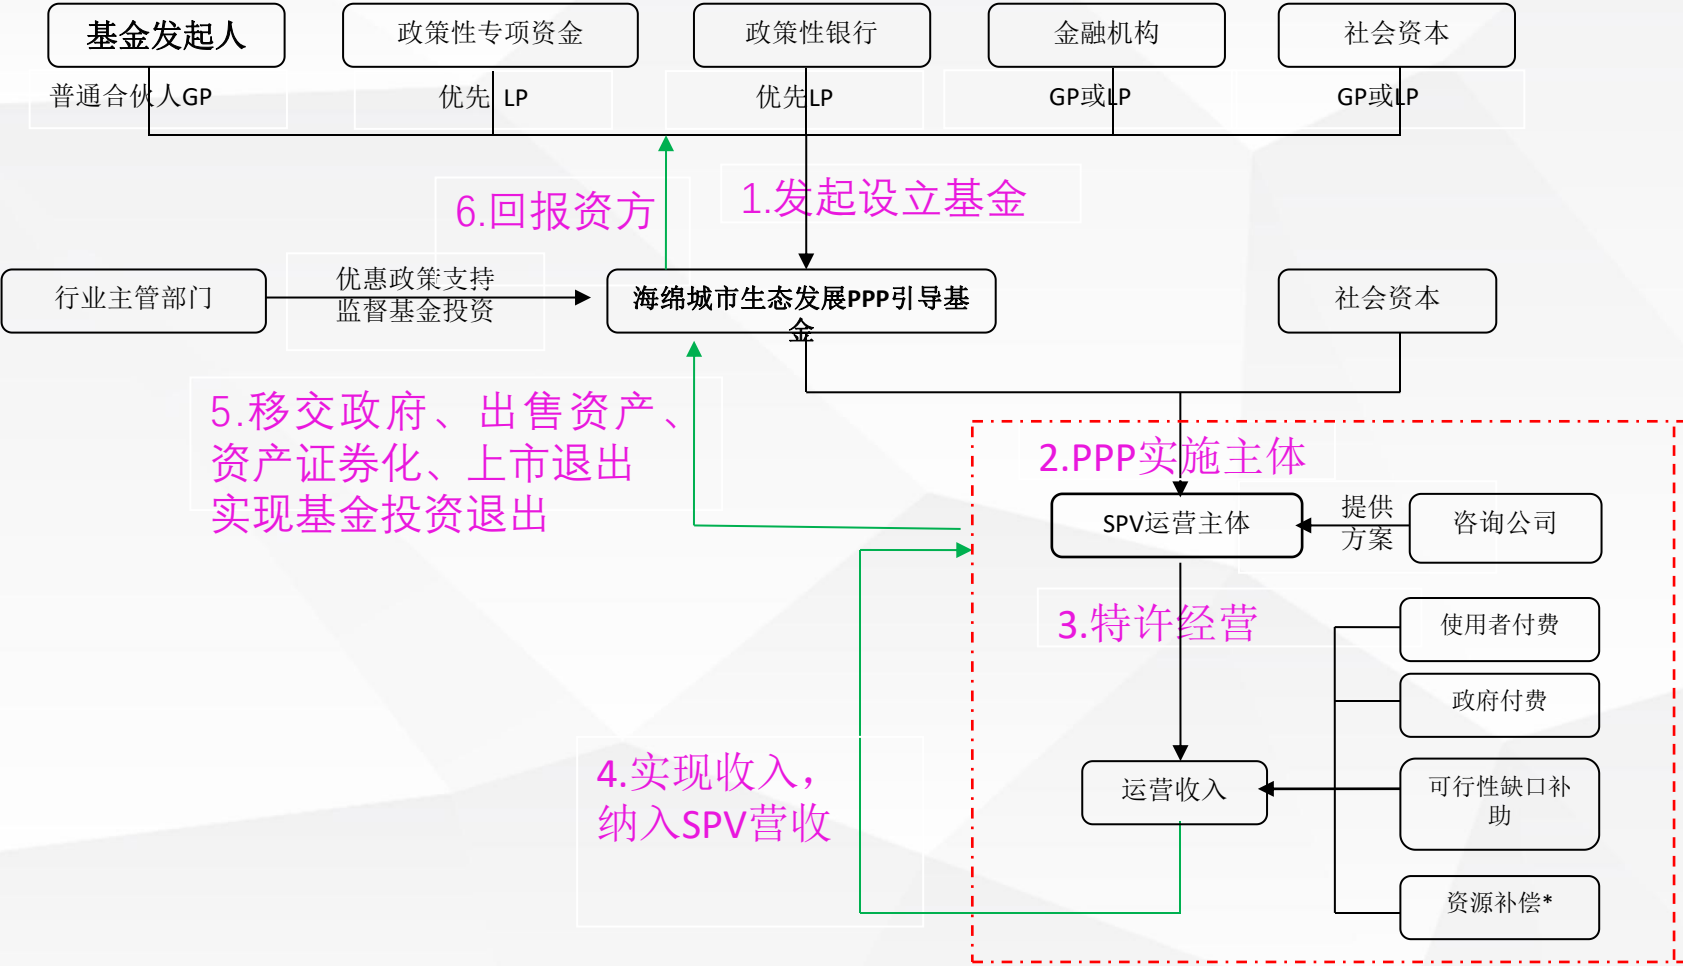 基金发起人
政策性专项资金
政策性银行
金融机构
社会资本
普通合伙人GP
优先 LP
优先LP
GP或LP
GP或LP
6.回报资方
1.发起设立基金
行业主管部门
优惠政策支持
监督基金投资
海绵城市生态发展PPP引导基
金
社会资本
5.移交政府、出售资产、
资产证券化、上市退出
实现基金投资退出
2.PPP实施主体
SPV运营主体
提供
方案
咨询公司
3.特许经营
使用者付费
政府付费
4.实现收入，
纳入SPV营收
运营收入
可行性缺口补
助
资源补偿*